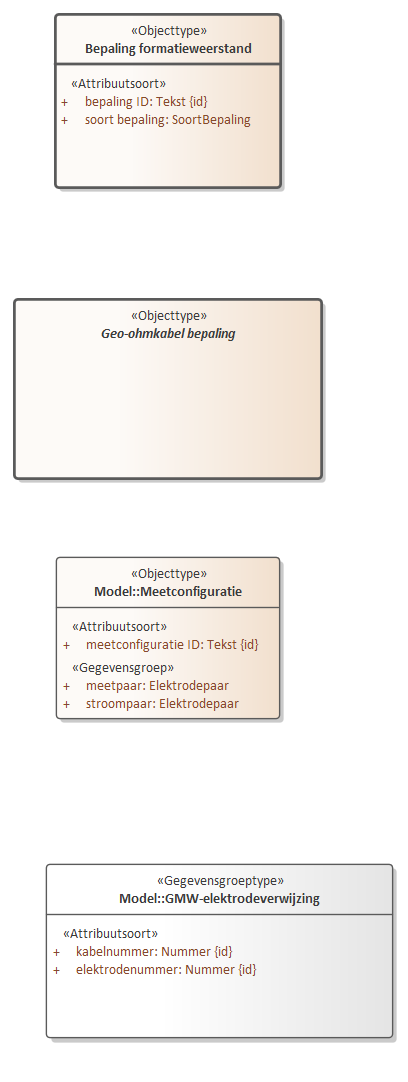 «Objecttype»
Bepaling formatieweerstand
«Attribuutsoort»
+ bepaling ID: Tekst {id}
+ soort bepaling: SoortBepaling
«Objecttype»
Geo-ohmkabel bepaling
«Objecttype»
Model::Meetconfiguratie
«Attribuutsoort»
+ meetconfiguratie ID: Tekst {id}
«Gegevensgroep»
+ meetpaar: Elektrodepaar
+ stroompaar: Elektrodepaar
«Gegevensgroeptype»
Model::GMW-elektrodeverwijzing
«Attribuutsoort»
+ kabelnummer: Nummer {id}
+ elektrodenummer: Nummer {id}